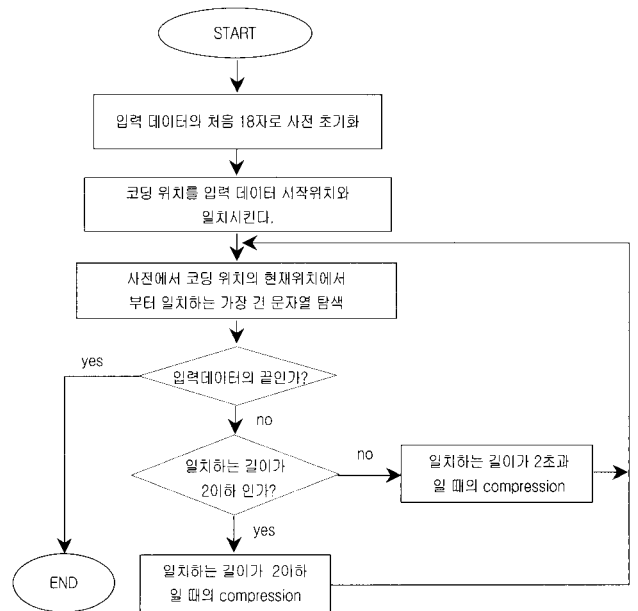 START
입력 데이터의 처음 18자로 사전 초기화
코딩 위치를 입력 데이터 시작위치와
일치시킨다.
사전에서 코딩 위치의 현재위치에서
부터 일치하는 가장 긴 문자열 탐색
yes
입력데이터의 끝인가?
no
일치하는 길이가
2이하 인가?
no
일치하는 길이가 2초과
일 때의 compression
yes
END
일치하는 길이가 2이하
일 때의 compression